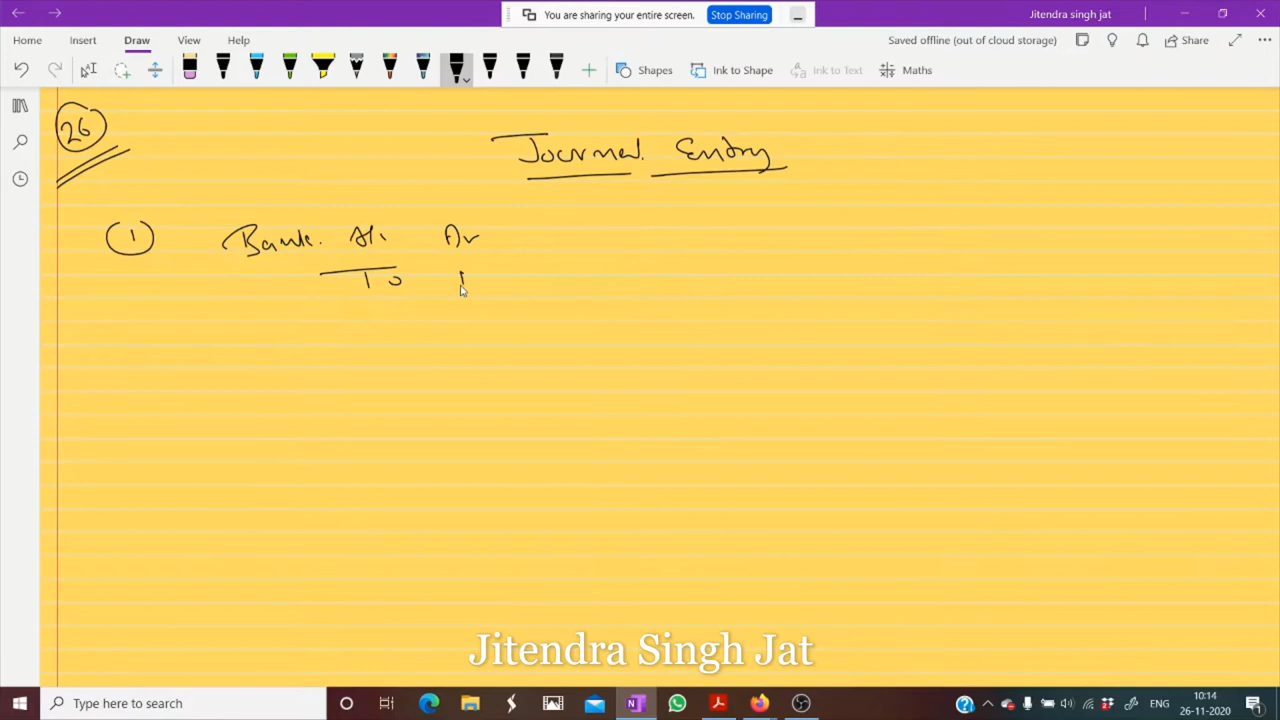 You are sharing your entire screen. Stop Sharing
Jitendra singh jat
Home Insert Draw View Help
Saved offline (out of cloud storage) Share
Shapes Ink to Shape Ink to Text Maths
26
Journal Entry
1 Bank A/c Dr
To
Jitendra Singh Jat
Type here to search
ENG
10:14
26-11-2020